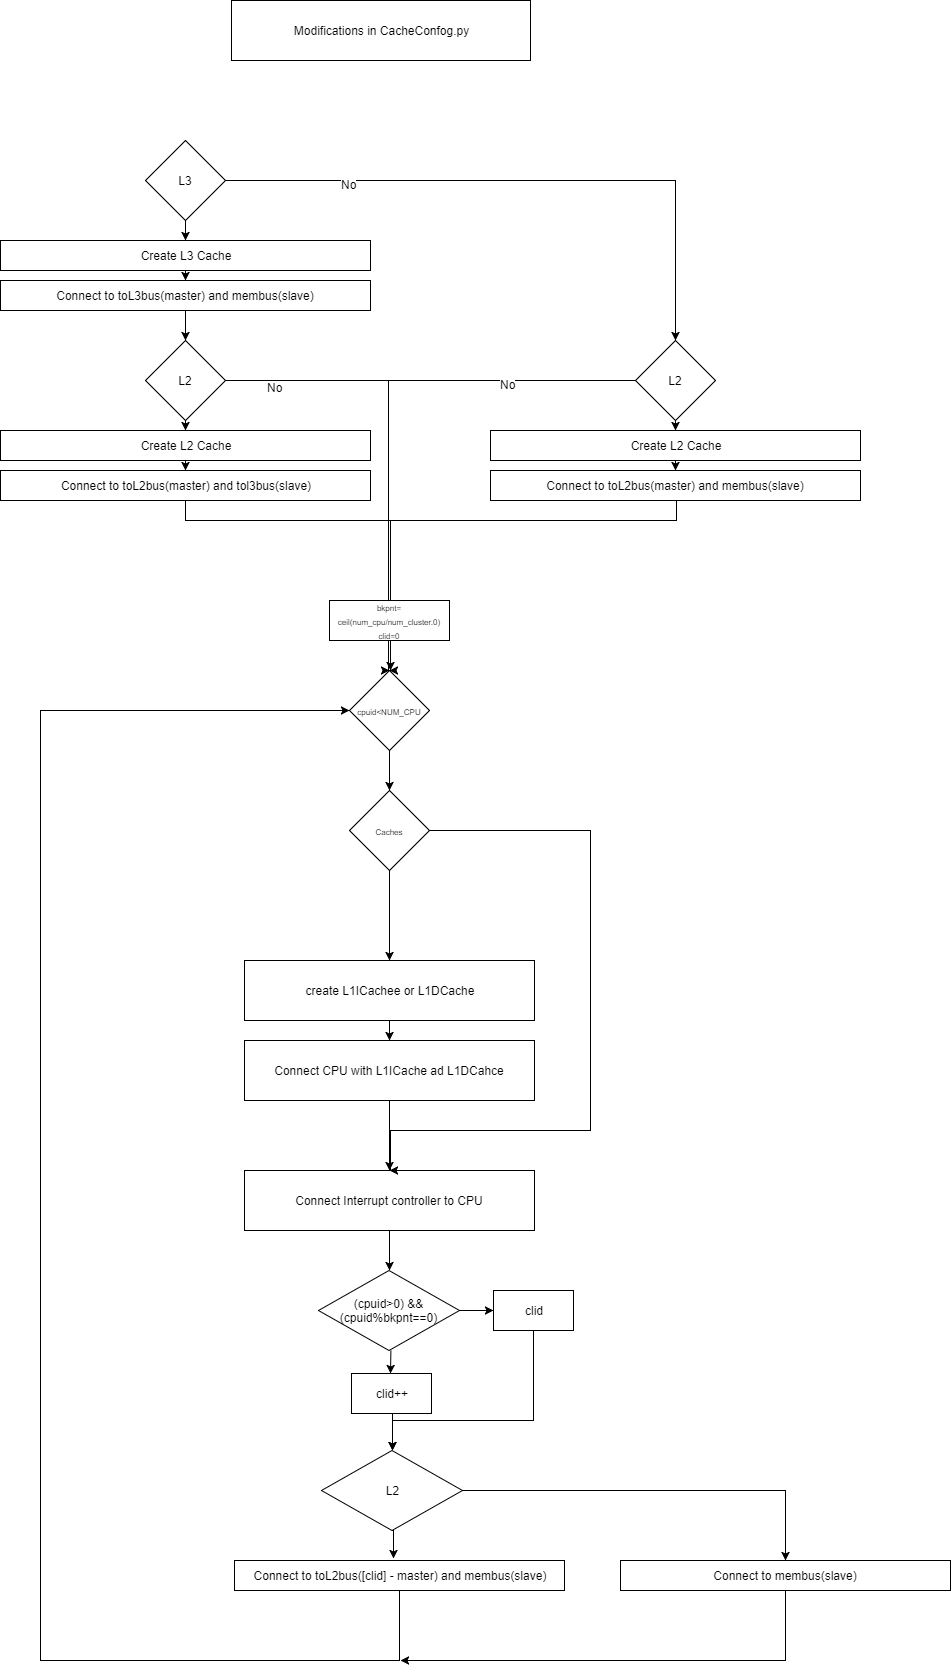 Modifications in CacheConfog.py
L3
No
Create L3 Cache
Connect to toL3bus(master) and membus(slave)
L2
No
No
L2
Create L2 Cache
Create L2 Cache
Connect to toL2bus(master) and tol3bus(slave)
Connect to toL2bus(master) and membus(slave)
bkpnt=
ceil(num_cpu/num_cluster.0)
clid=0
cpuid<NUM_CPU
Caches
create L1ICachee or L1DCache
Connect CPU with L1ICache ad L1DCahce
Connect Interrupt controller to CPU
(cpuid>0) &&
(cpuid%bkpnt==0)
clid
clid++
L2
Connect to toL2bus([clid] - master) and membus(slave)
Connect to membus(slave)